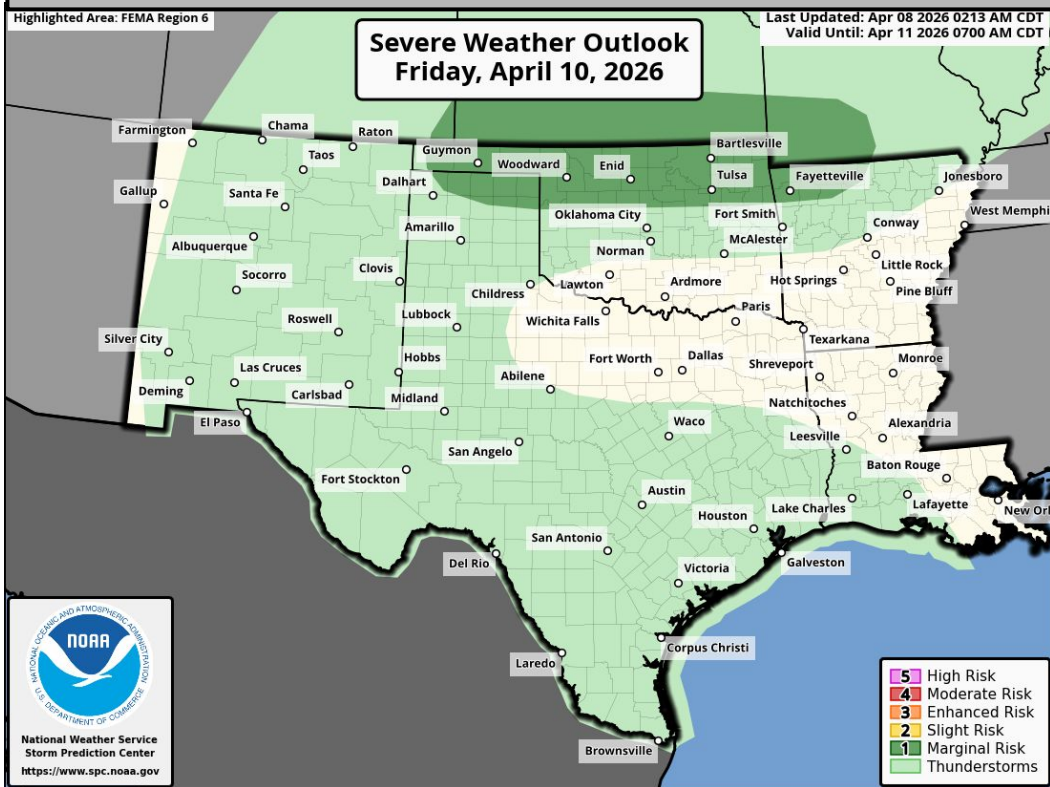 Highlighted Area: FEMA Region 6
Last Updated: Apr 08 2026 0213 AM CDT
Valid Until: Apr 11 2026 0700 AM CDT
Severe Weather Outlook
Friday, April 10, 2026
Farmington
Chama
Raton
Taos
Guymon
Woodward
Enid
Bartlesville
Tulsa
Fayetteville
Jonesboro
Gallup
Santa Fe
Dalhart
Oklahoma City
Fort Smith
West Memphi
Albuquerque
Amarillo
Norman
McAlester
Conway
Socorro
Clovis
Childress
Lawton
Ardmore
Hot Springs
Little Rock
Pine Bluff
Roswell
Lubbock
Wichita Falls
Paris
Texarkana
Silver City
Las Cruces
Hobbs
Fort Worth
Dallas
Shreveport
Monroe
Deming
Carlsbad
Midland
Abilene
Natchitoches
El Paso
Waco
Leesville
Alexandria
San Angelo
Baton Rouge
Fort Stockton
Austin
Houston
Lake Charles
Lafayette
New Orl
Del Rio
San Antonio
Galveston
Victoria
Laredo
Corpus Christi
Brownsville
NATIONAL OCEANIC AND ATMOSPHERIC ADMINISTRATION
NOAA
U.S. DEPARTMENT OF COMMERCE
National Weather Service
Storm Prediction Center
https://www.spc.noaa.gov
5 High Risk
4 Moderate Risk
3 Enhanced Risk
2 Slight Risk
1 Marginal Risk
Thunderstorms